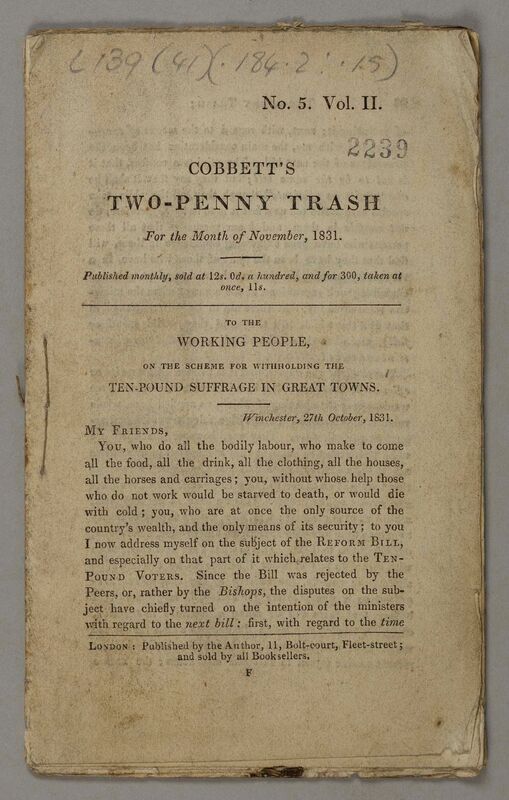 L139 (41)(. 184. 2 : . 15)
No. 5. Vol. II.
2239
COBBETT'S
TWO-PENNY TRASH
For the Month of November, 1831.
Published monthly, sold at 12s. 0d. a hundred, and for 300, taken at
once, 11s.
TO THE
WORKING PEOPLE,
ON THE SCHEME FOR WITHHOLDING THE
TEN-POUND SUFFRAGE IN GREAT TOWNS.
Winchester, 27th October, 1831.
MY FRIENDS,
YOU, who do all the bodily labour, who make to come
all the food, all the drink, all the clothing, all the houses,
all the horses and carriages; you, without whose help those
who do not work would be starved to death, or would die
with cold; you, who are at once the only source of the
country's wealth, and the only means of its security; to you
I now address myself on the subject of the REFORM BILL,
and especially on that part of it which relates to the TEN-
POUND VOTERS. Since the Bill was rejected by the
Peers, or, rather by the Bishops, the disputes on the sub-
ject have chiefly turned on the intention of the ministers
with regard to the next bill: first, with regard to the time
LONDON: Published by the Author, 11, Bolt-court, Fleet-street;
and sold by all Booksellers.
F